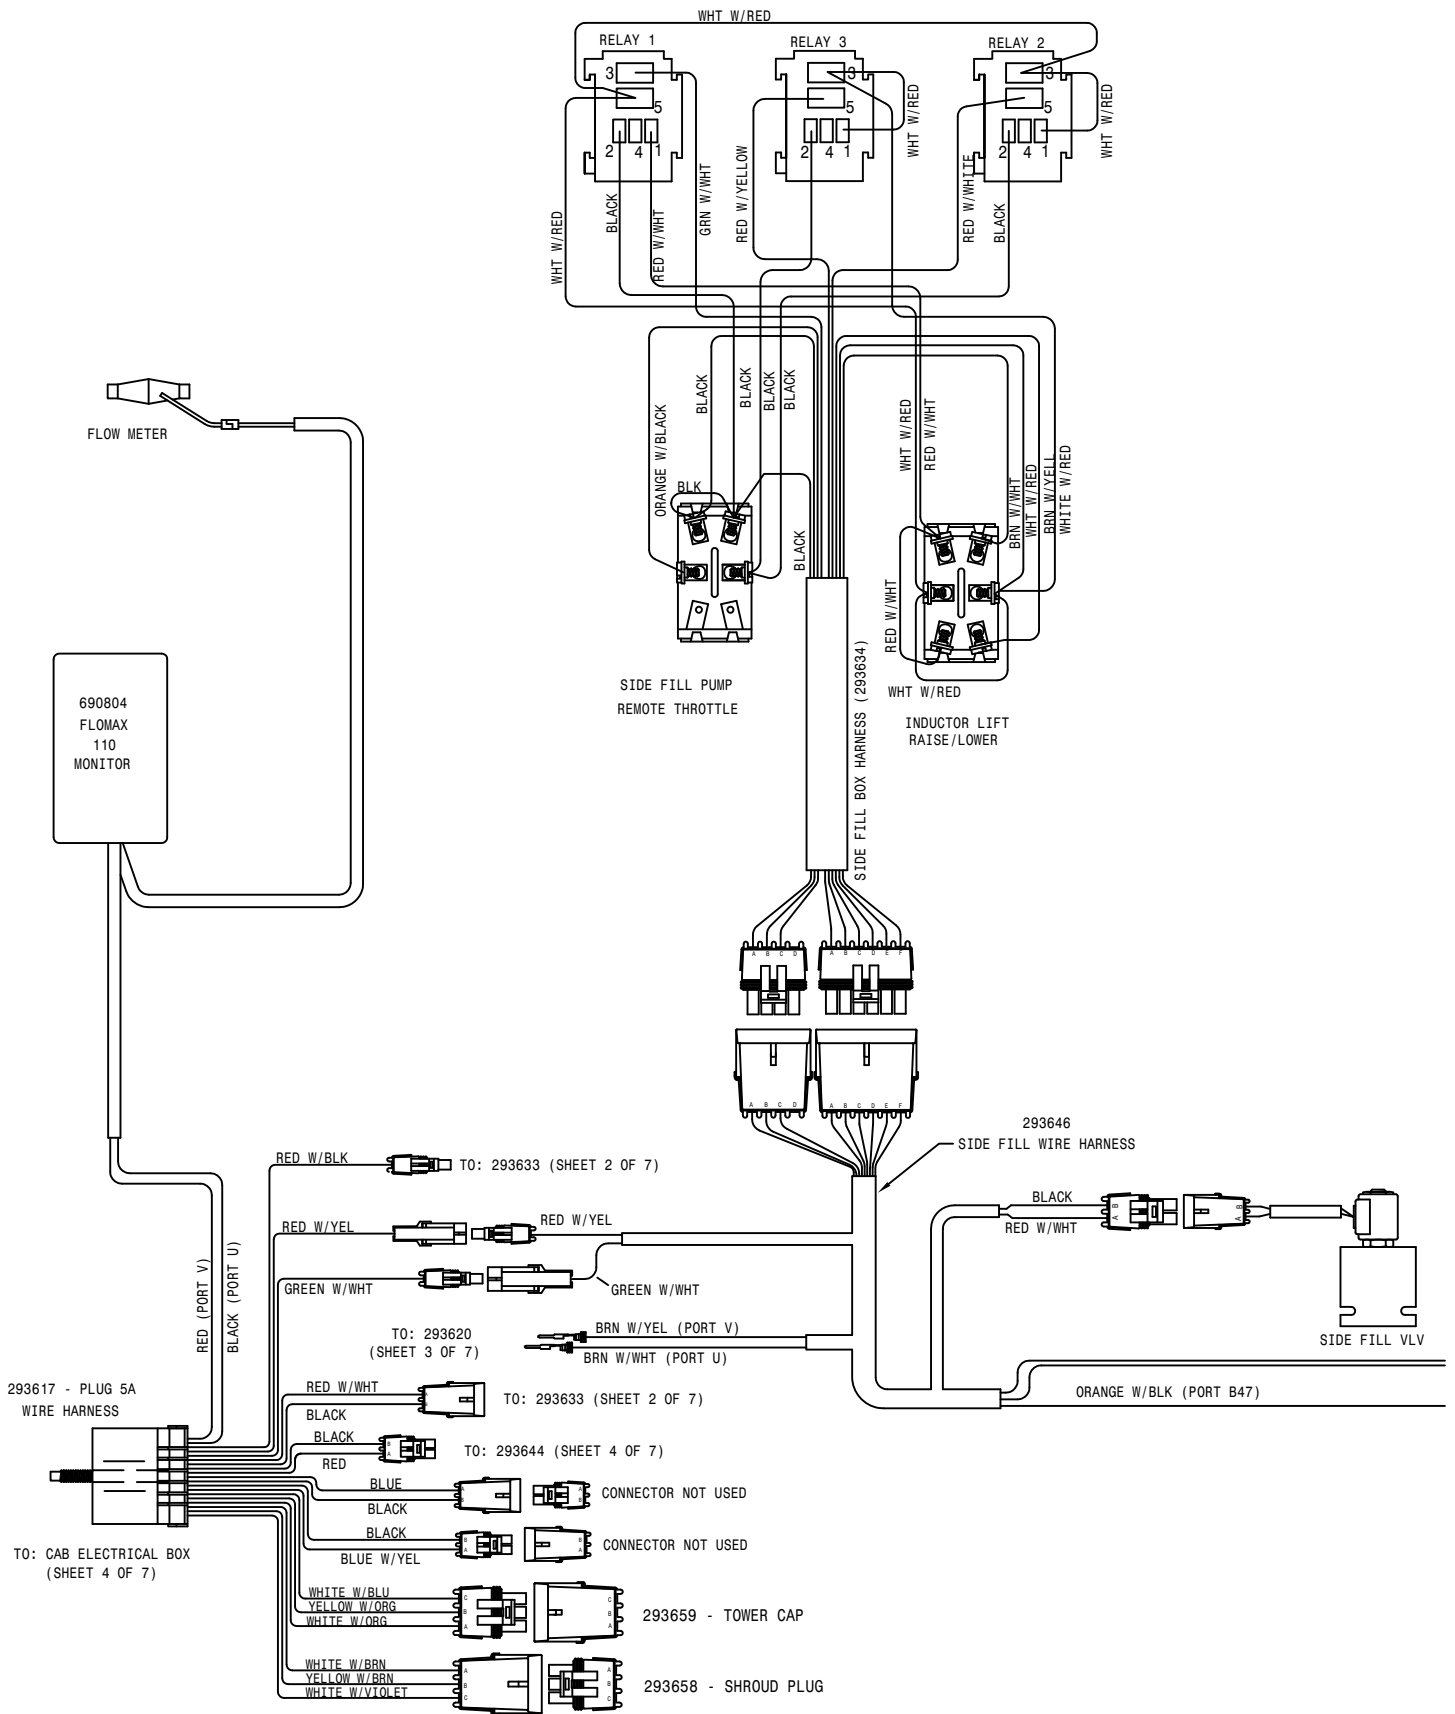 WHT W/RED
RELAY 1
RELAY 3
RELAY 2
3
5
2
4
1
3
5
2
4
1
3
5
2
4
1
WHT W/RED
WHT W/RED
WHT W/RED
BLACK
RED W/WHT
GRN W/WHT
RED W/YELLOW
RED W/WHITE
BLACK
FLOW METER
ORANGE W/BLACK
BLACK
BLACK
BLACK
BLACK
BLK
BLACK
WHT W/RED
RED W/WHT
BRN W/WHT
WHT W/RED
BRN W/YELL
WHITE W/RED
RED W/WHT
WHT W/RED
SIDE FILL PUMP
REMOTE THROTTLE
INDUCTOR LIFT
RAISE/LOWER
SIDE FILL BOX HARNESS (293634)
690804
FLOMAX
110
MONITOR
A B C D
A B C D E F
A B C D
A B C D E F
293646
SIDE FILL WIRE HARNESS
RED W/BLK
TO: 293633 (SHEET 2 OF 7)
RED W/YEL
RED W/YEL
GREEN W/WHT
GREEN W/WHT
BLACK
RED W/WHT
B
A
B
A
SIDE FILL VLV
RED (PORT V)
BLACK (PORT U)
TO: 293620
(SHEET 3 OF 7)
BRN W/YEL (PORT V)
BRN W/WHT (PORT U)
ORANGE W/BLK (PORT B47)
293617 - PLUG 5A
WIRE HARNESS
RED W/WHT
BLACK
A
B
TO: 293633 (SHEET 2 OF 7)
BLACK
RED
B
A
TO: 293644 (SHEET 4 OF 7)
BLUE
BLACK
A
B
A
B
CONNECTOR NOT USED
BLACK
BLUE W/YEL
B
A
B
A
CONNECTOR NOT USED
TO: CAB ELECTRICAL BOX
(SHEET 4 OF 7)
WHITE W/BLU
YELLOW W/ORG
WHITE W/ORG
C
B
A
C
B
A
293659 - TOWER CAP
WHITE W/BRN
YELLOW W/BRN
WHITE W/VIOLET
A
B
C
A
B
C
293658 - SHROUD PLUG